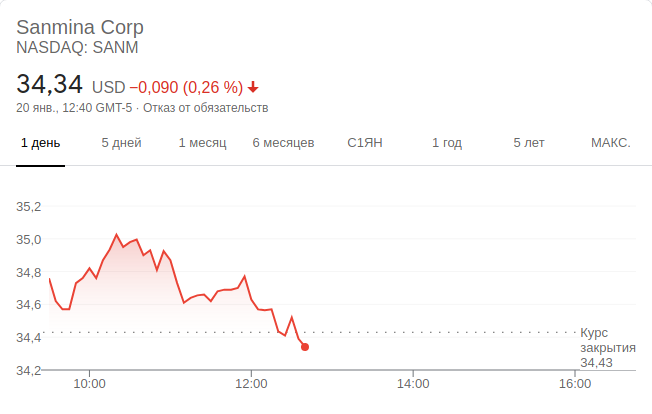 Sanmina Corp
NASDAQ: SANM
34,34 USD −0,090 (0,26 %)
20 янв., 12:40 GMT-5 · Отказ от обязательств
1 день 5 дней 1 месяц 6 месяцев С1ЯН 1 год 5 лет МАКС.
35,2
35,0
34,8
34,6
34,4
Курс
закрытия
34,43
34,2
10:00 12:00 14:00 16:00